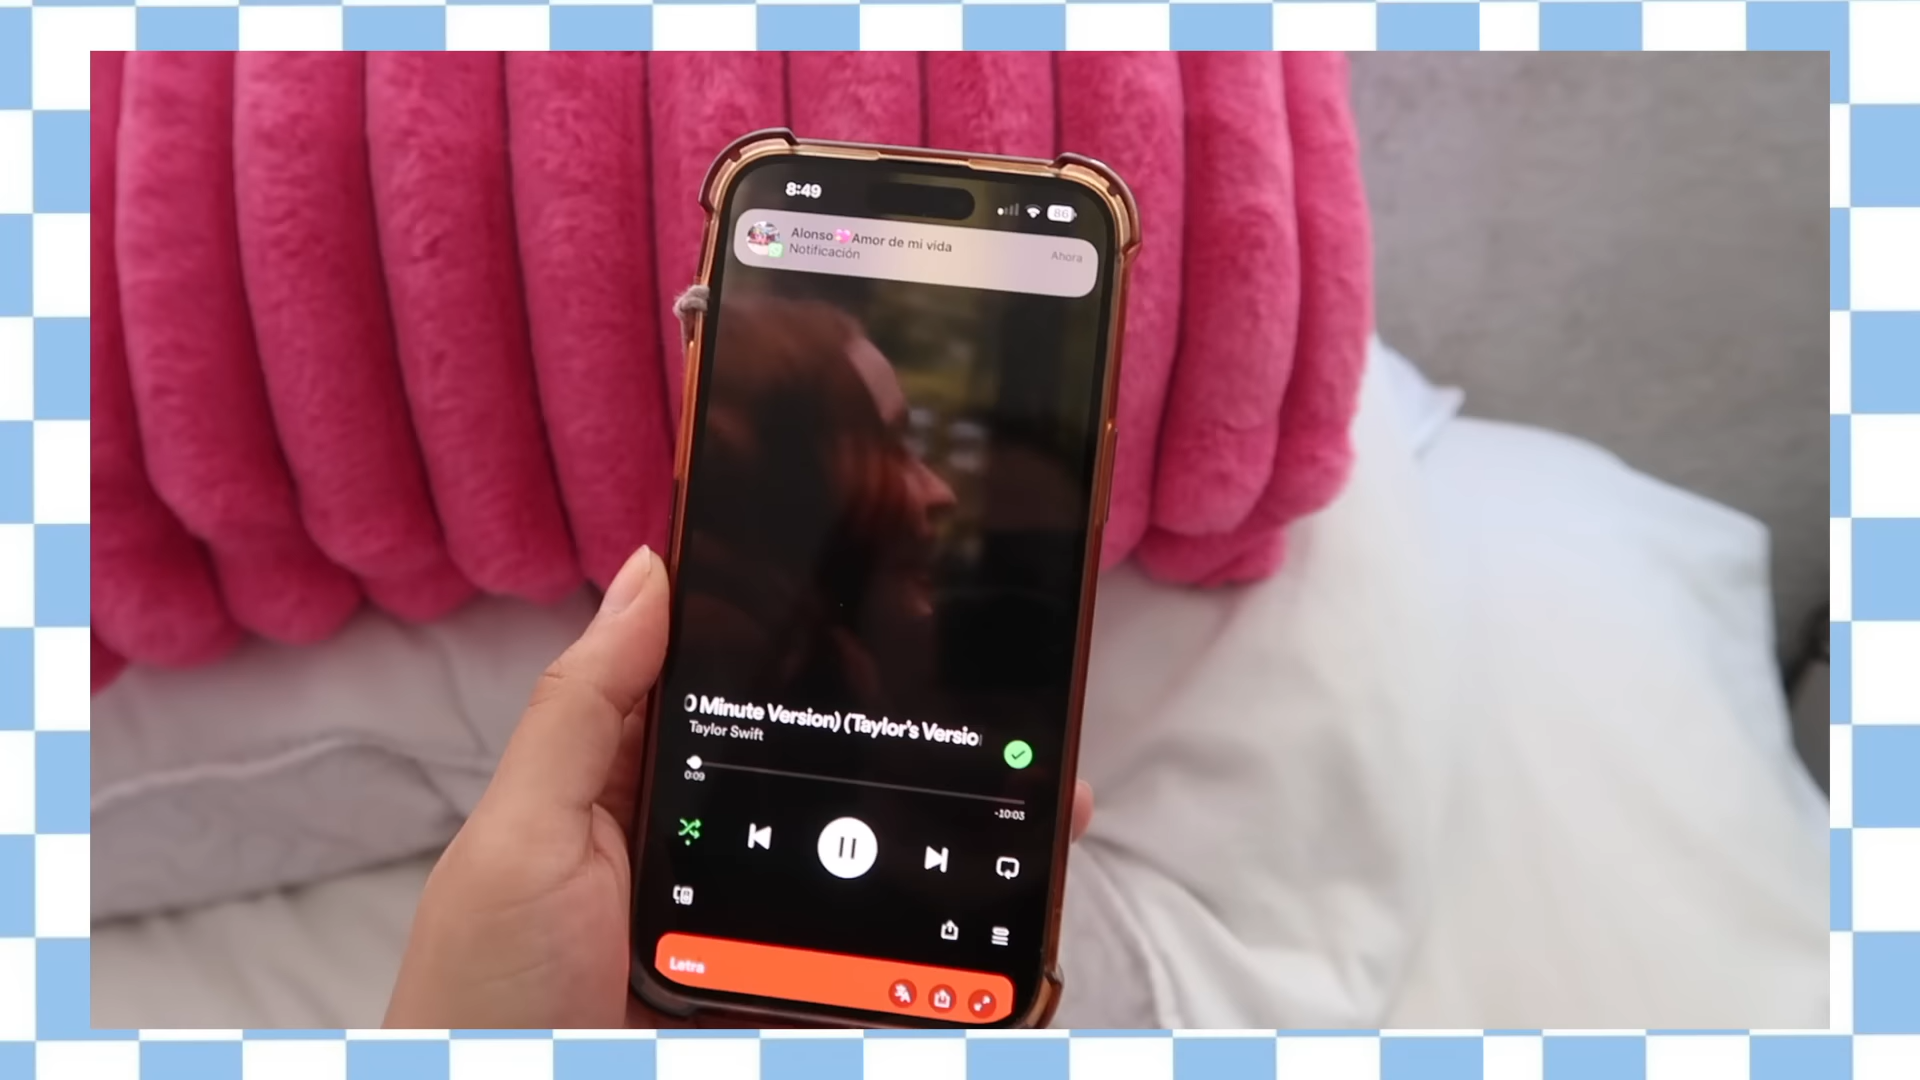 8:49
86
Alonso💖Amor de mi vida
Notificación
Ahora
0 Minute Version) (Taylor's Versio
Taylor Swift
0:09
-10:03
Letra